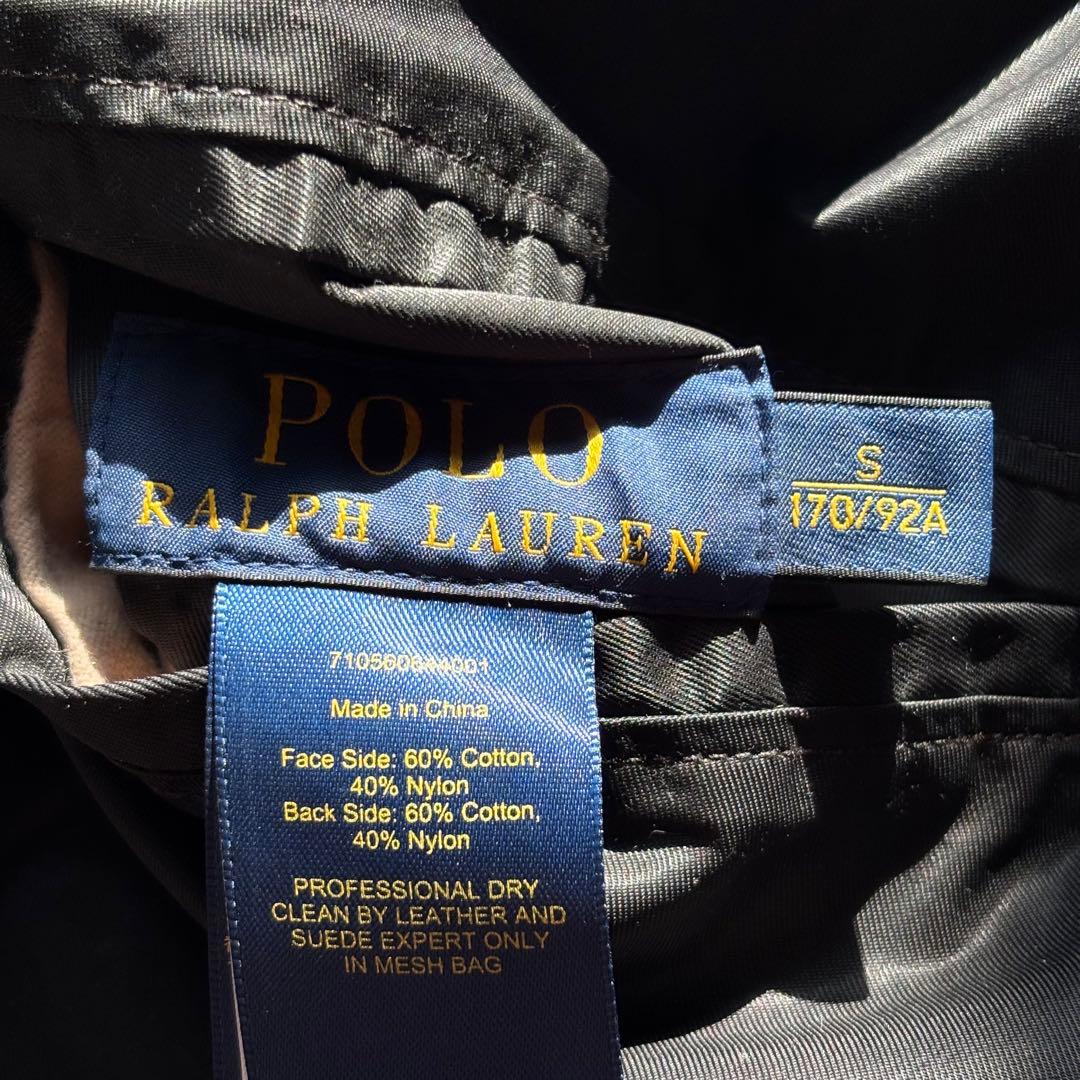 POLO
RALPH LAUREN
S
170/92A
710560644001
Made in China
Face Side: 60% Cotton,
40% Nylon
Back Side: 60% Cotton,
40% Nylon
PROFESSIONAL DRY
CLEAN BY LEATHER AND
SUEDE EXPERT ONLY
IN MESH BAG